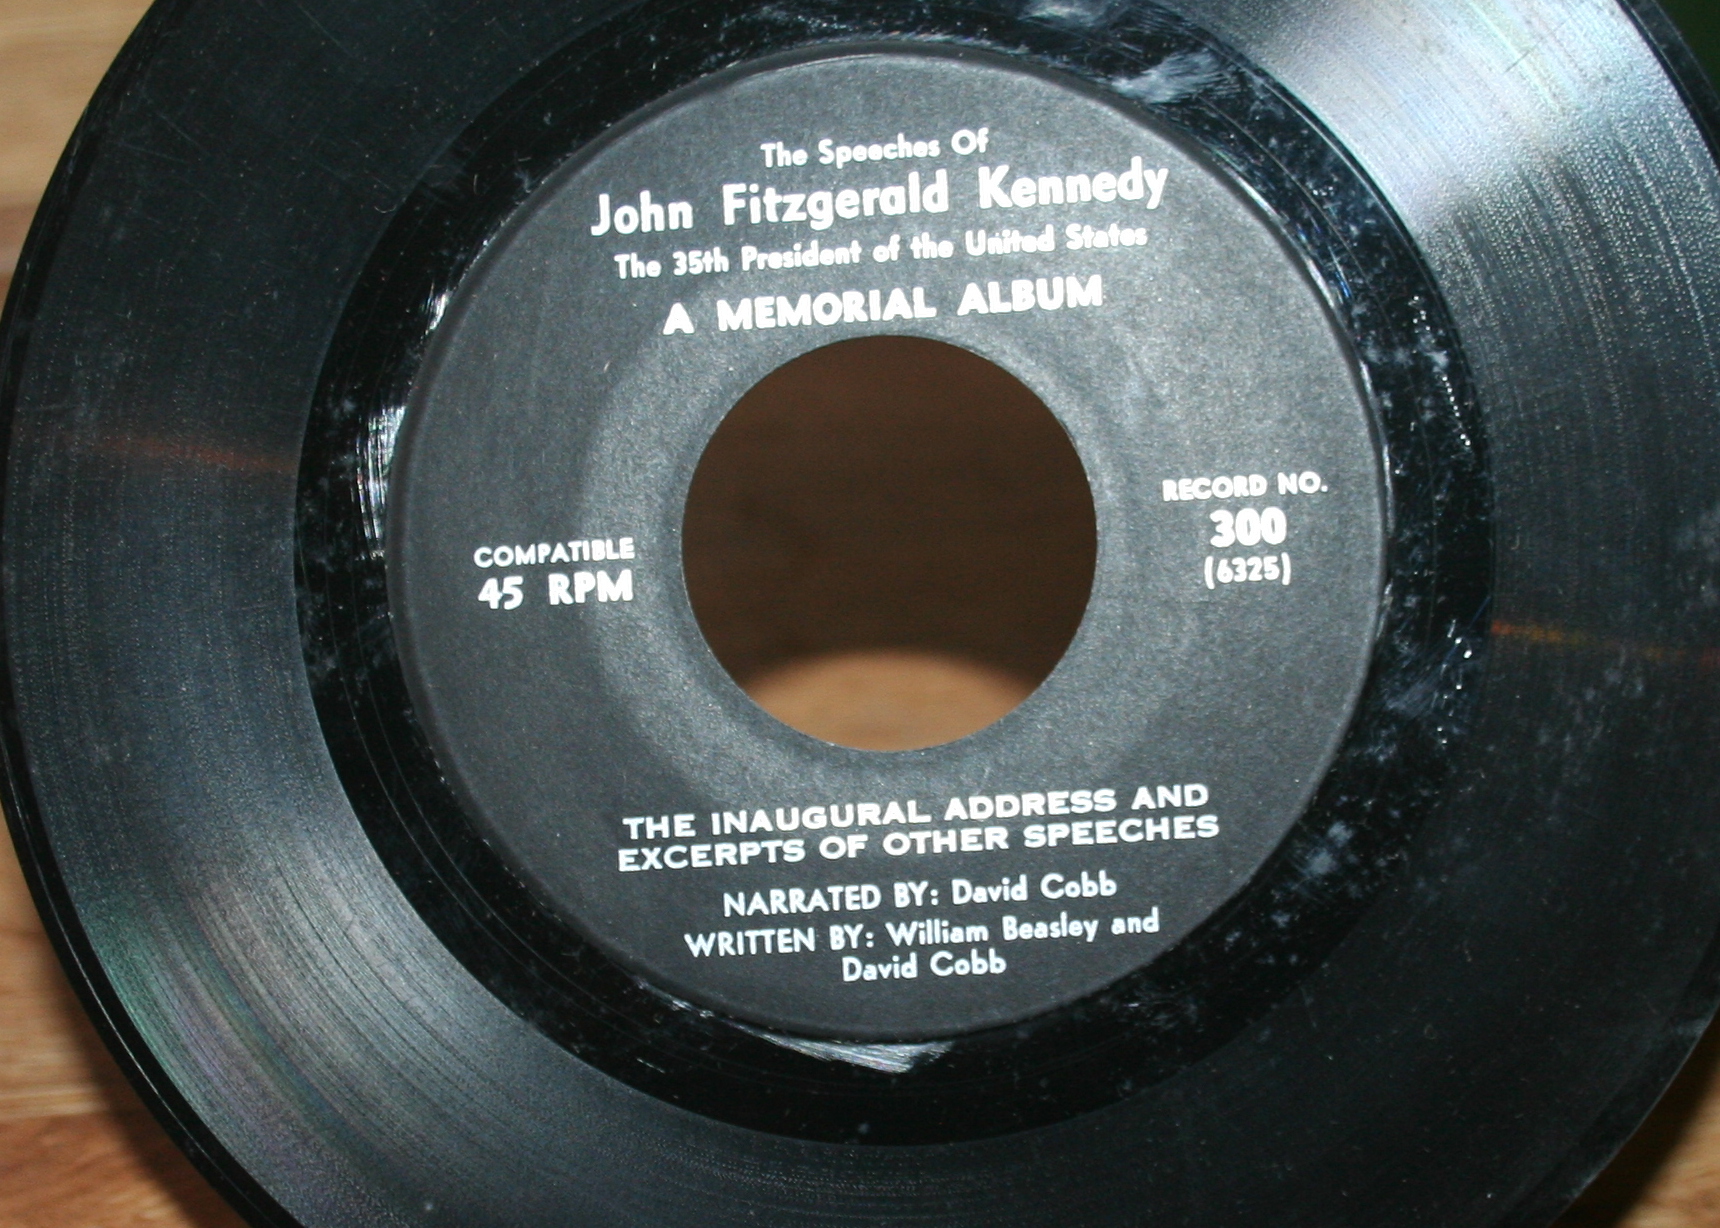 The Speeches Of
John Fitzgerald Kennedy
The 35th President of the United States
A MEMORIAL ALBUM
COMPATIBLE
45 RPM
RECORD NO.
300
(6325)
THE INAUGURAL ADDRESS AND
EXCERPTS OF OTHER SPEECHES
NARRATED BY: David Cobb
WRITTEN BY: William Beasley and
David Cobb